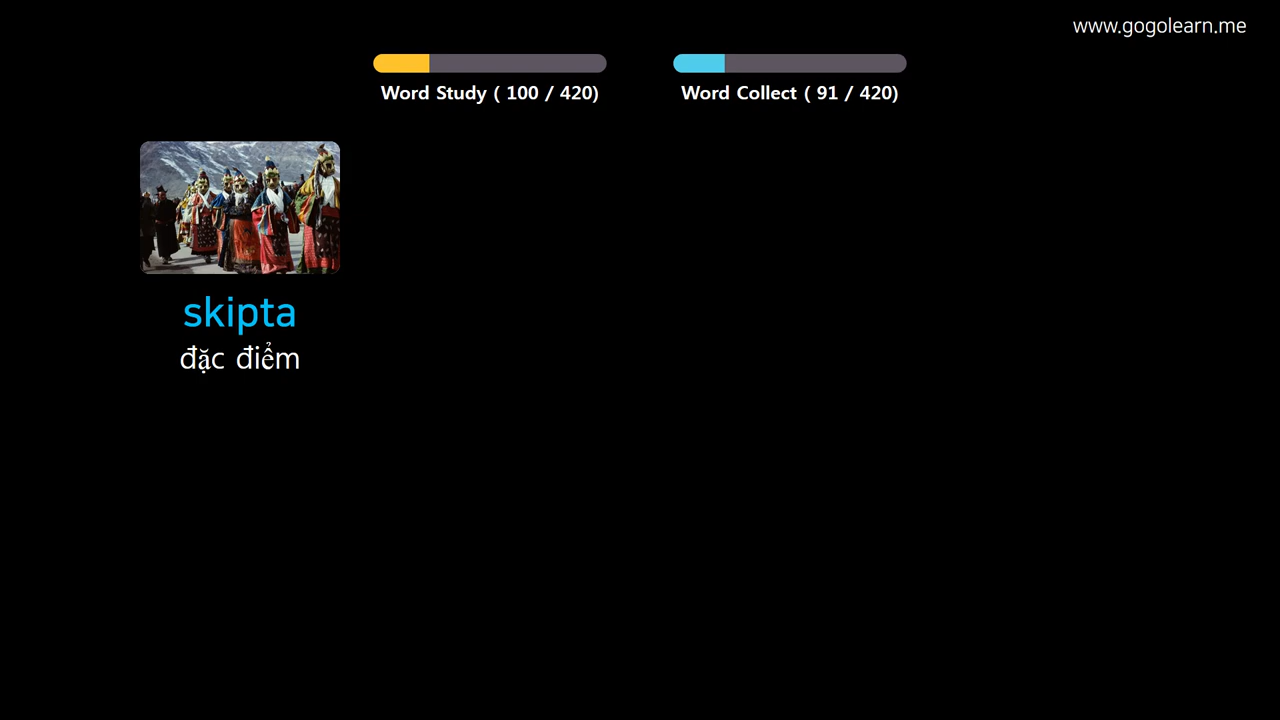 www.gogolearn.me
Word Study ( 100 / 420)
Word Collect ( 91 / 420)
skipta
đặc điểm